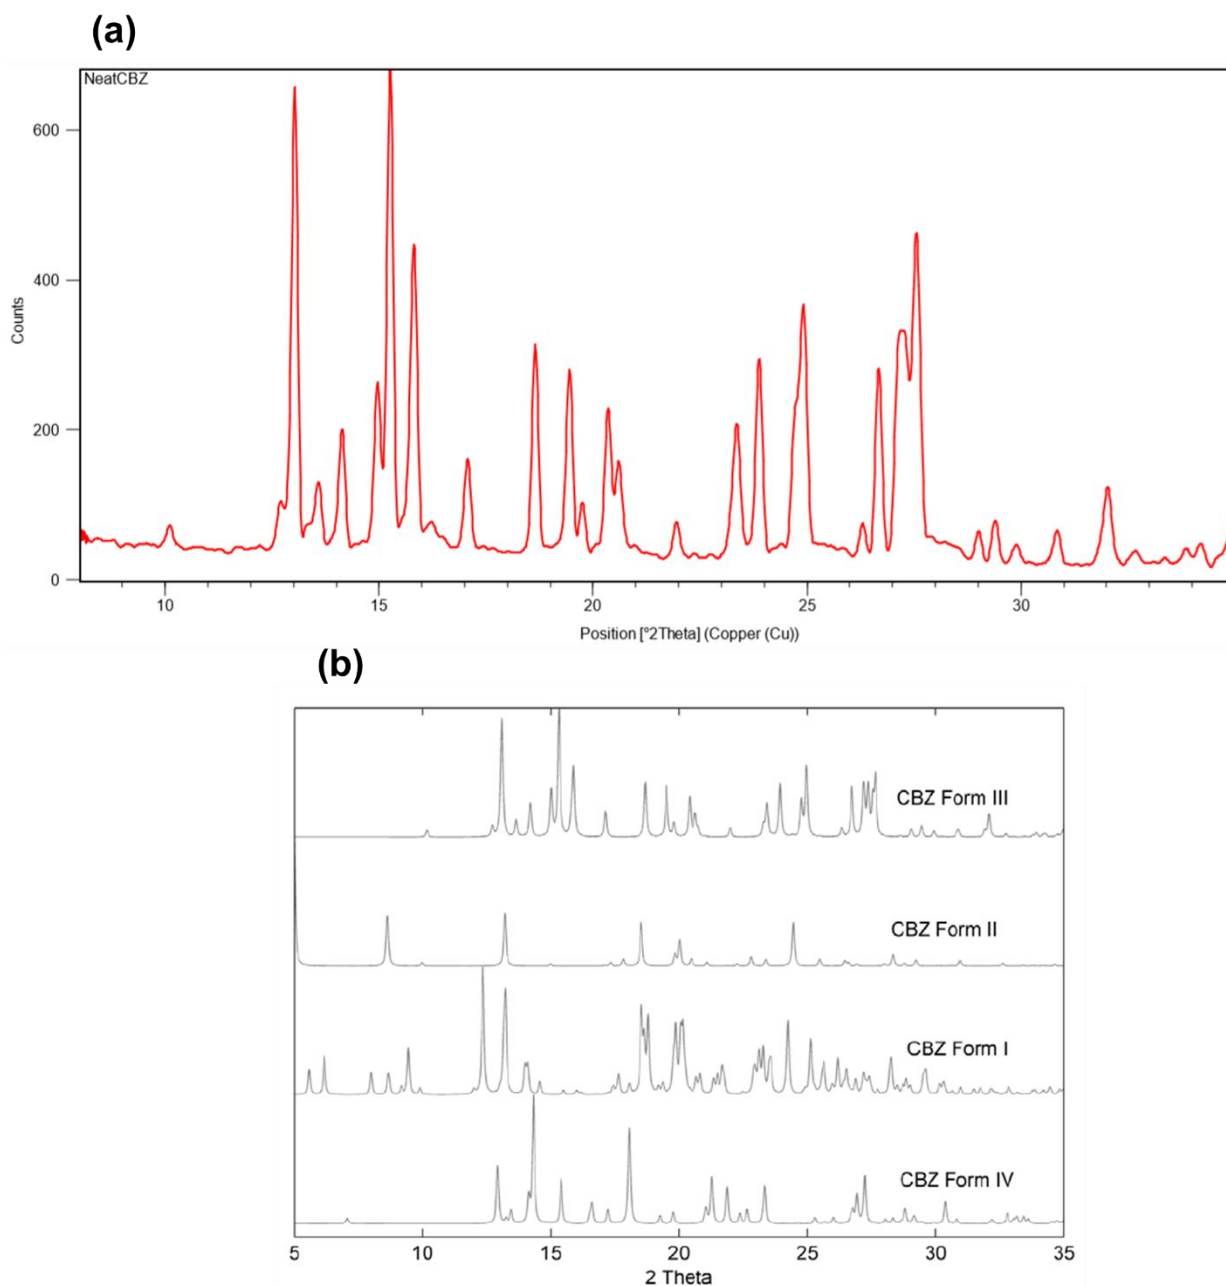 (a)
NeatCBZ
600
400
200
0
Counts
10 15 20 25 30
Position [°2Theta] (Copper (Cu))
(b)
CBZ Form III
CBZ Form II
CBZ Form I
CBZ Form IV
5 10 15 20 25 30 35
2 Theta